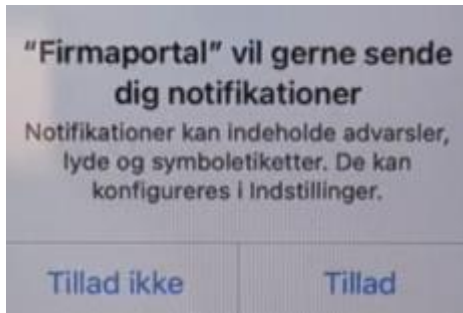 "Firmaportal" vil gerne sende
dig notifikationer
Notifikationer kan indeholde advarsler,
lyde og symboletiketter. De kan
konfigureres i Indstillinger.
Tillad ikke
Tillad